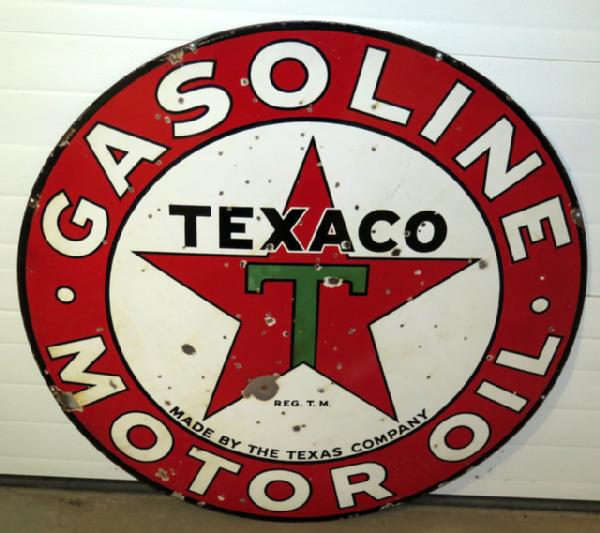 GASOLINE
TEXACO
T
REG. T.M.
MADE BY THE TEXAS COMPANY
• MOTOR OIL •